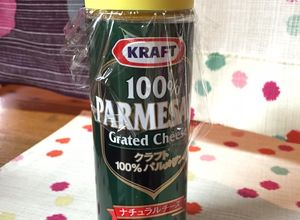 KRAFT
100%
PARMESA
Grated Cheese
クラフト
100%パルメザン
ナチュラルチーズ